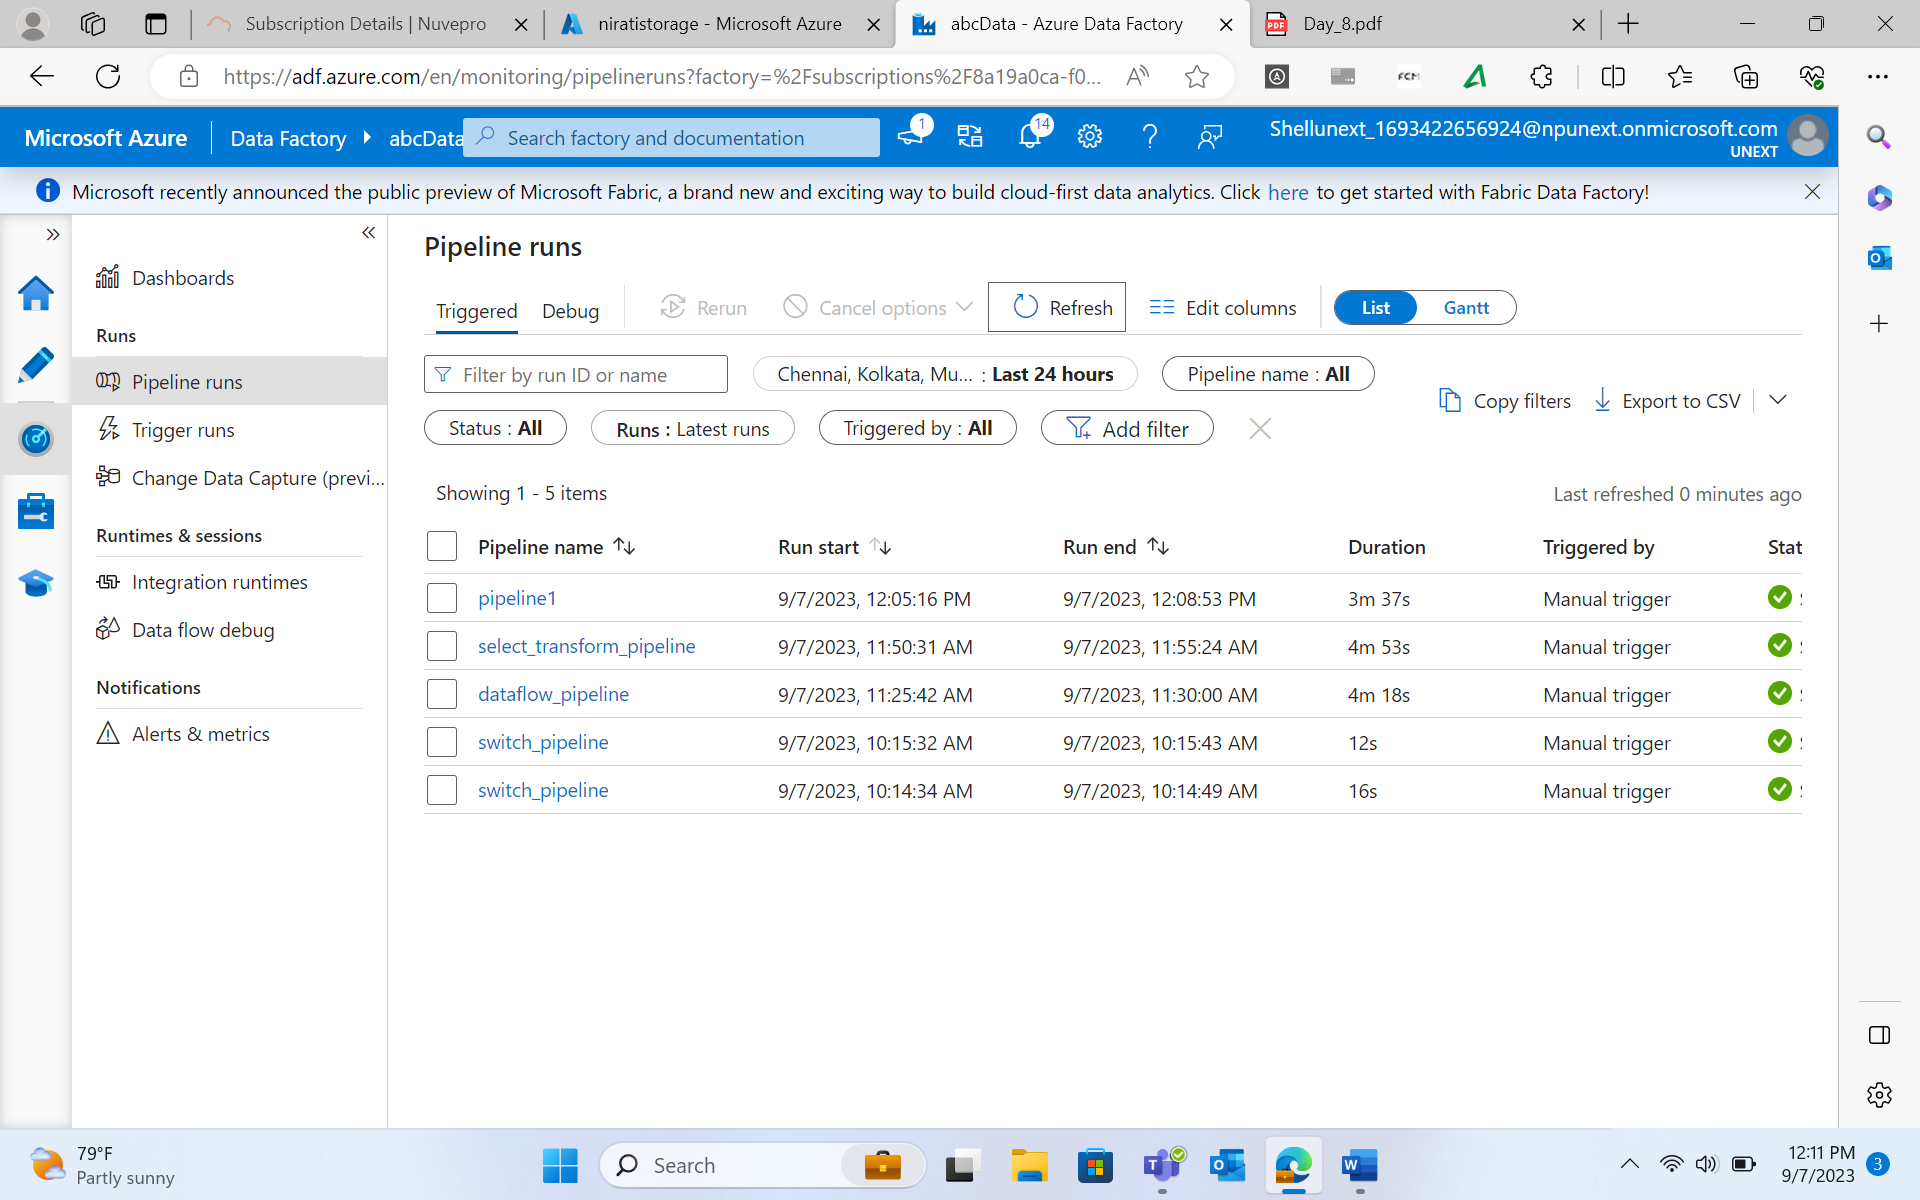 Subscription Details | Nuvepro
niratistorage - Microsoft Azure
abcData - Azure Data Factory
Day_8.pdf
https://adf.azure.com/en/monitoring/pipelineruns?factory=%2Fsubscriptions%2F8a19a0ca-f0...
Microsoft Azure
Data Factory
abcData
Search factory and documentation
1
14
Shellunext_1693422656924@npunext.onmicrosoft.com
UNEXT
Microsoft recently announced the public preview of Microsoft Fabric, a brand new and exciting way to build cloud-first data analytics. Click here to get started with Fabric Data Factory!
Dashboards
Runs
Pipeline runs
Trigger runs
Change Data Capture (previ...
Runtimes & sessions
Integration runtimes
Data flow debug
Notifications
Alerts & metrics
Pipeline runs
Triggered Debug Rerun Cancel options Refresh Edit columns List Gantt
Filter by run ID or name
Chennai, Kolkata, Mu... : Last 24 hours
Pipeline name : All
Copy filters Export to CSV
Status : All
Runs : Latest runs
Triggered by : All
Add filter
Showing 1 - 5 items
Last refreshed 0 minutes ago
Pipeline name Run start Run end Duration Triggered by Stat
pipeline1 9/7/2023, 12:05:16 PM 9/7/2023, 12:08:53 PM 3m 37s Manual trigger
select_transform_pipeline 9/7/2023, 11:50:31 AM 9/7/2023, 11:55:24 AM 4m 53s Manual trigger
dataflow_pipeline 9/7/2023, 11:25:42 AM 9/7/2023, 11:30:00 AM 4m 18s Manual trigger
switch_pipeline 9/7/2023, 10:15:32 AM 9/7/2023, 10:15:43 AM 12s Manual trigger
switch_pipeline 9/7/2023, 10:14:34 AM 9/7/2023, 10:14:49 AM 16s Manual trigger
79°F
Partly sunny
Search
12:11 PM
9/7/2023
3